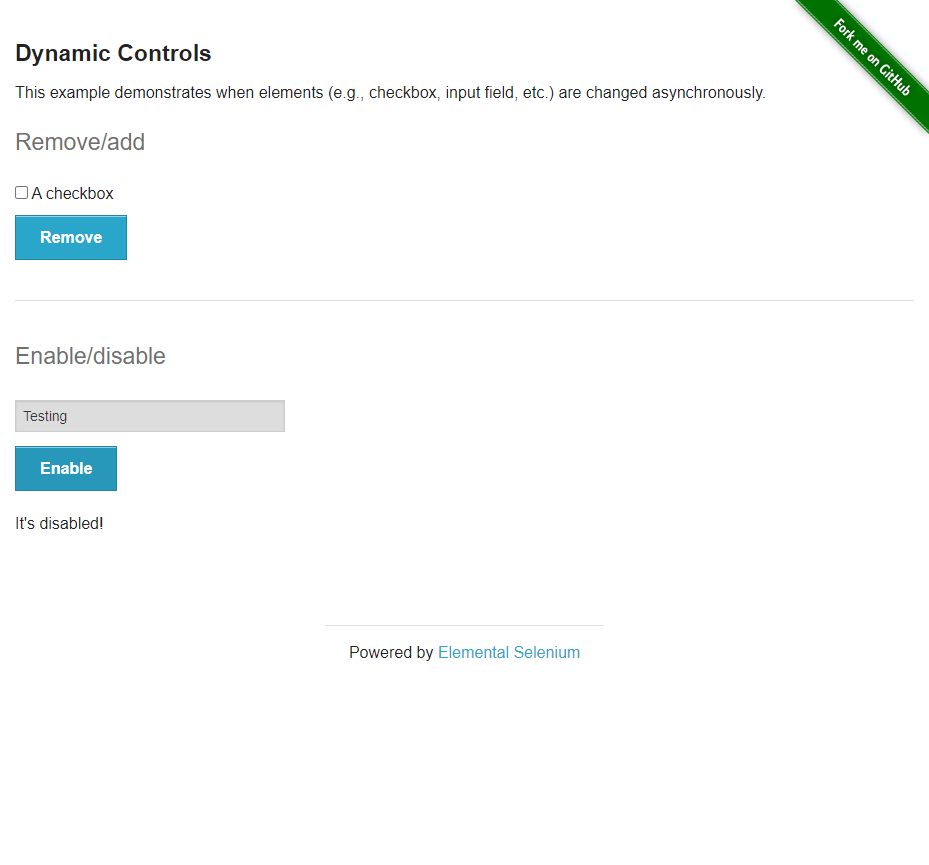 Fork me on GitHub
Dynamic Controls
This example demonstrates when elements (e.g., checkbox, input field, etc.) are changed asynchronously.
Remove/add
A checkbox
Remove
Enable/disable
Testing
Enable
It's disabled!
Powered by Elemental Selenium